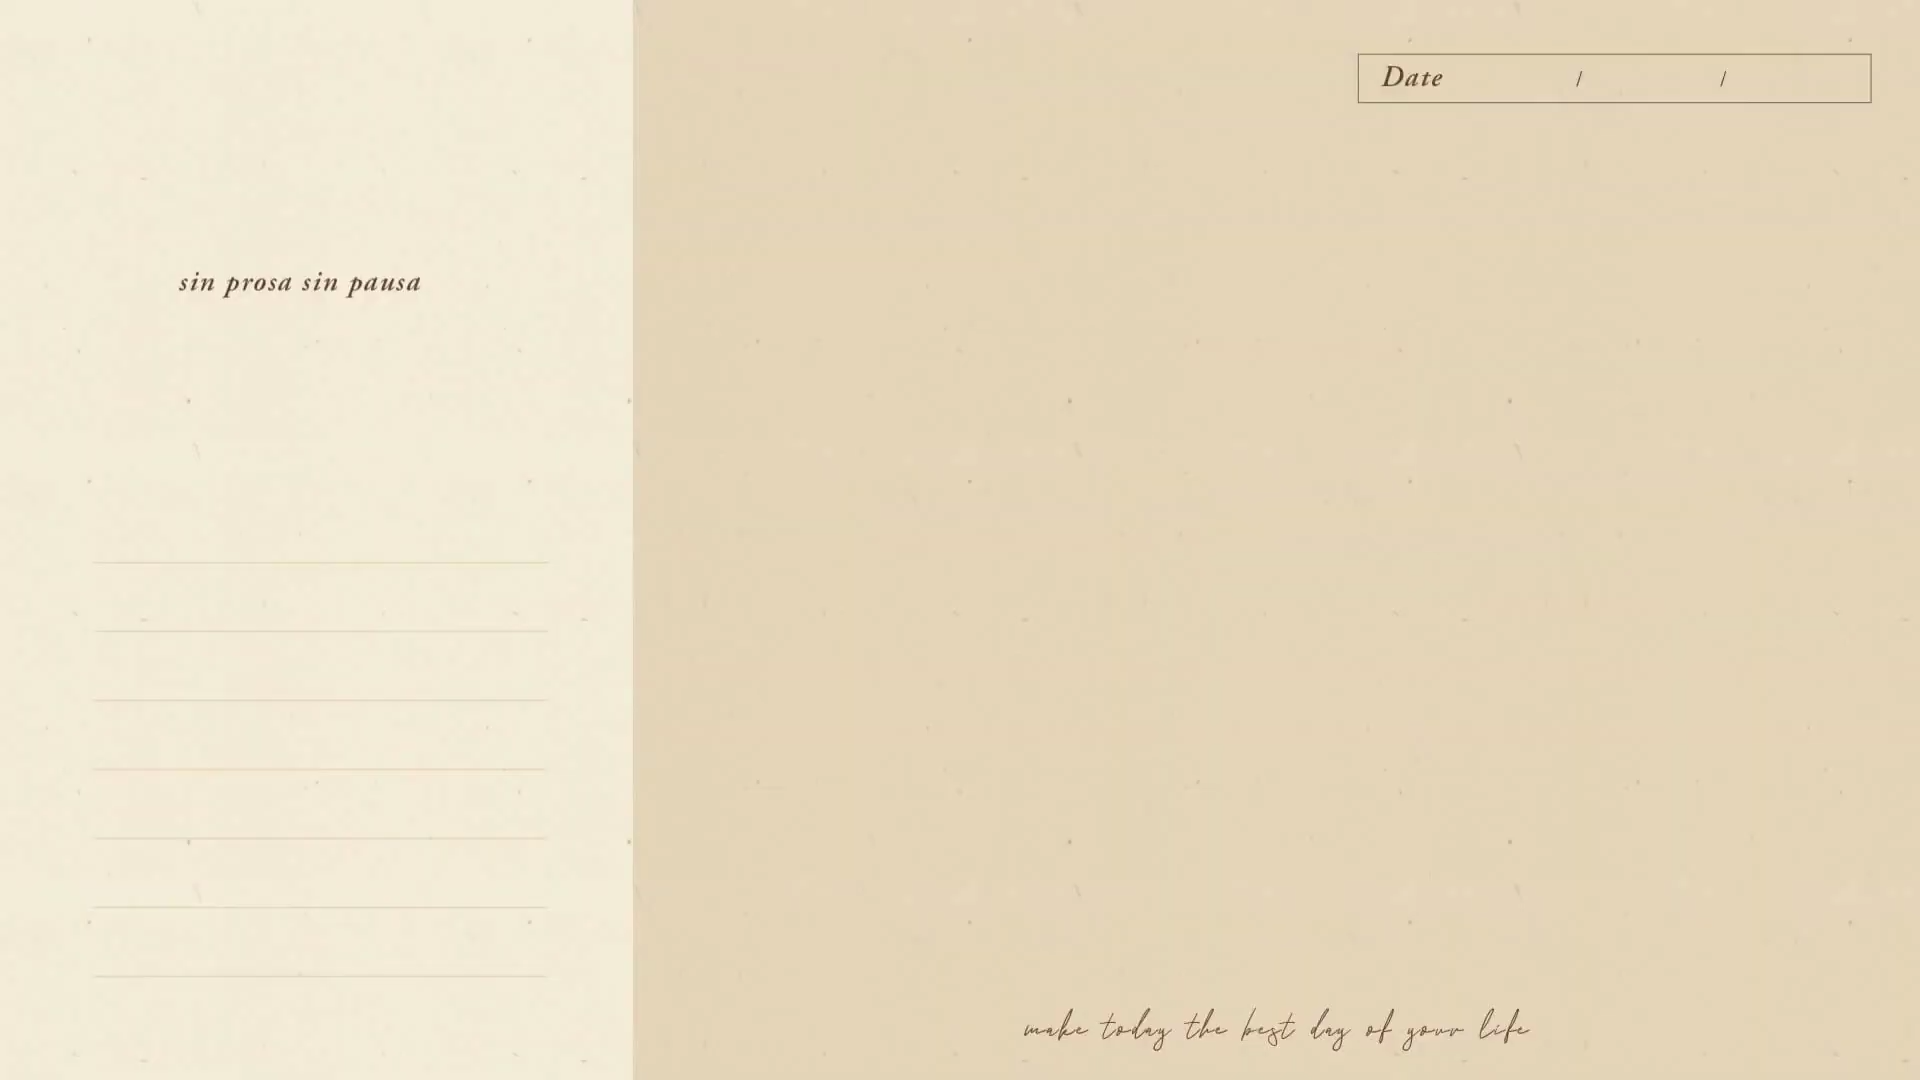 Date / /
sin prosa sin pausa
make today the best day of your life